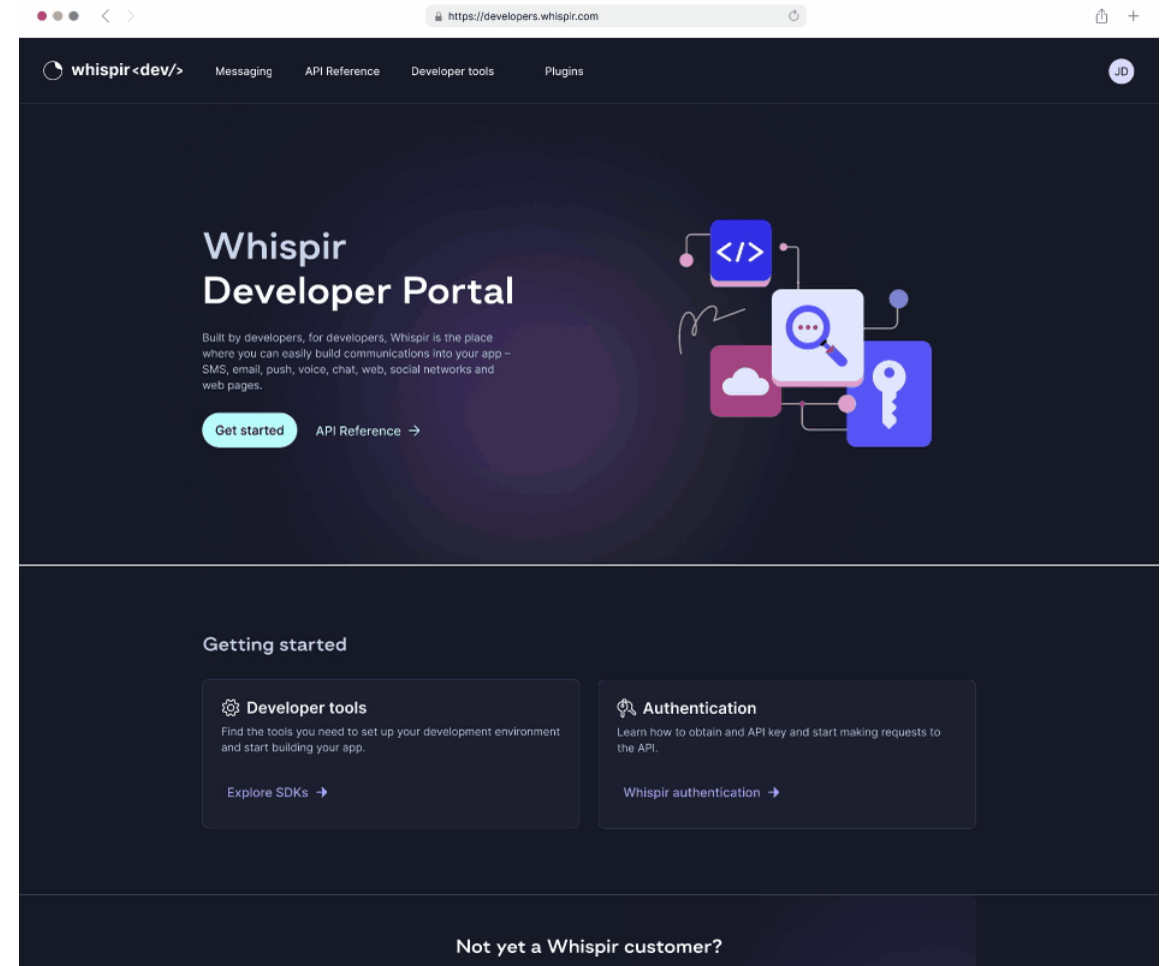 https://developers.whispir.com
whispir<dev/>
Messaging
API Reference
Developer tools
Plugins
JD
</>
Whispir
Developer Portal
Built by developers, for developers, Whispir is the place
where you can easily build communications into your app –
SMS, email, push, voice, chat, web, social networks and
web pages.
Get started
API Reference →
Getting started
Developer tools
Find the tools you need to set up your development environment
and start building your app.
Explore SDKs →
Authentication
Learn how to obtain and API key and start making requests to
the API.
Whispir authentication →
Not yet a Whispir customer?